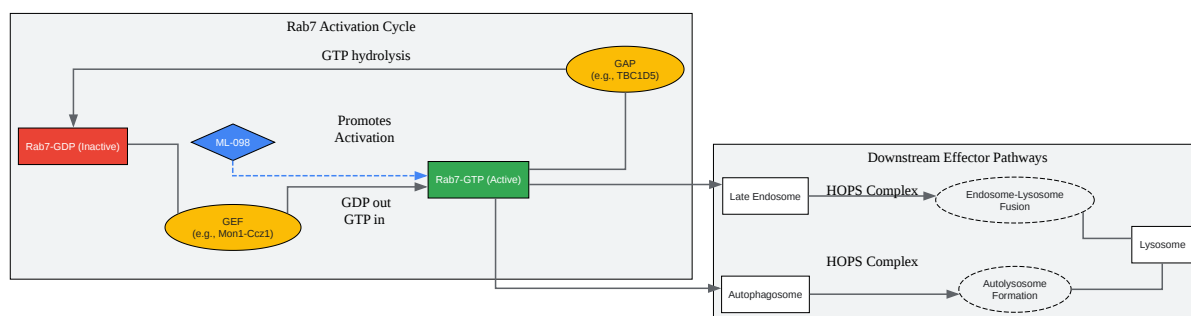 Rab7 Activation Cycle
GTP hydrolysis
GAP
(e.g., TBC1D5)
Rab7-GDP (Inactive)
ML-098
Promotes
Activation
Rab7-GTP (Active)
GDP out
GTP in
GEF
(e.g., Mon1-Ccz1)
Downstream Effector Pathways
Late Endosome
HOPS Complex
Endosome-Lysosome
Fusion
Lysosome
Autophagosome
HOPS Complex
Autolysosome
Formation